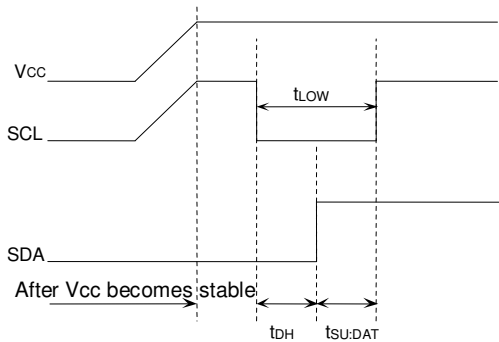 VCC
tLOW
SCL
SDA
After Vcc becomes stable
tDH
tSU:DAT